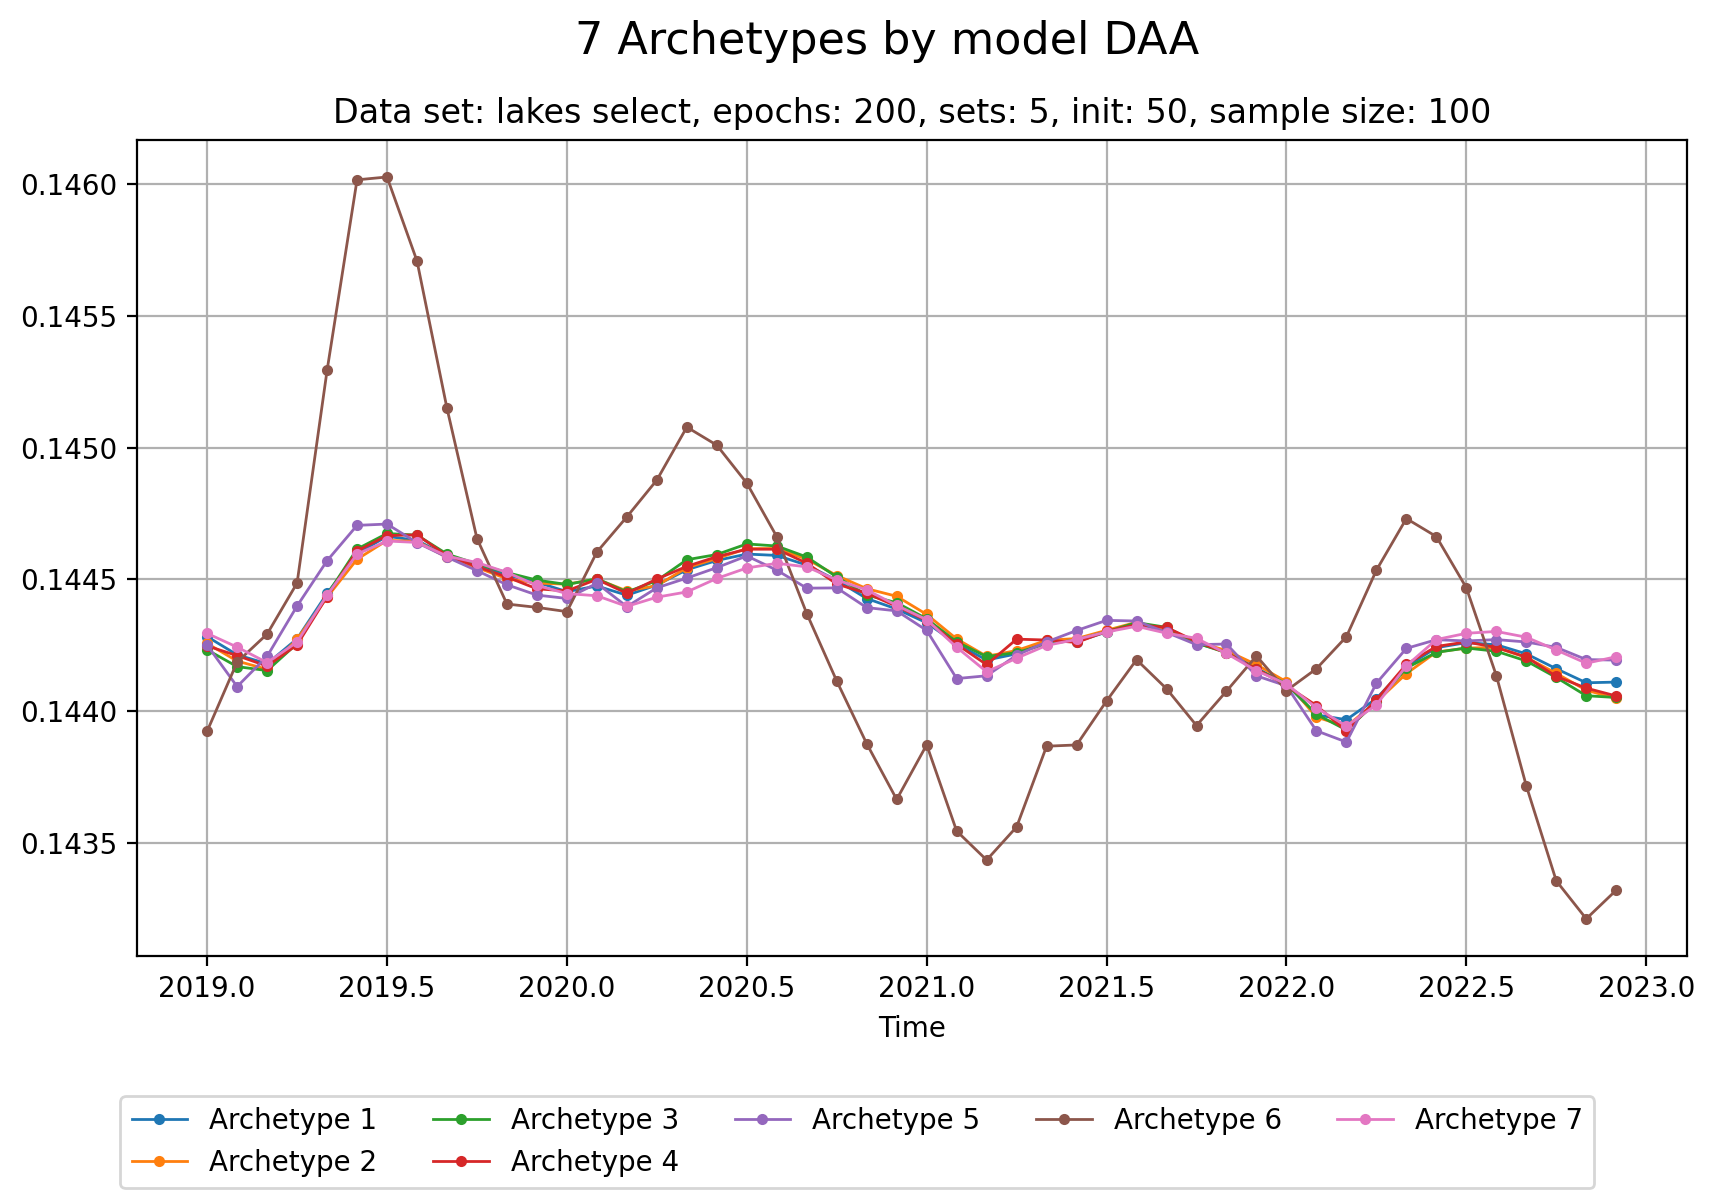 7 Archetypes by model DAA
Data set: lakes select, epochs: 200, sets: 5, init: 50, sample size: 100
0.1460
0.1455
0.1450
0.1445
0.1440
0.1435
2019.0 2019.5 2020.0 2020.5 2021.0 2021.5 2022.0 2022.5 2023.0
Time
Archetype 1 Archetype 3 Archetype 5 Archetype 6 Archetype 7
Archetype 2 Archetype 4